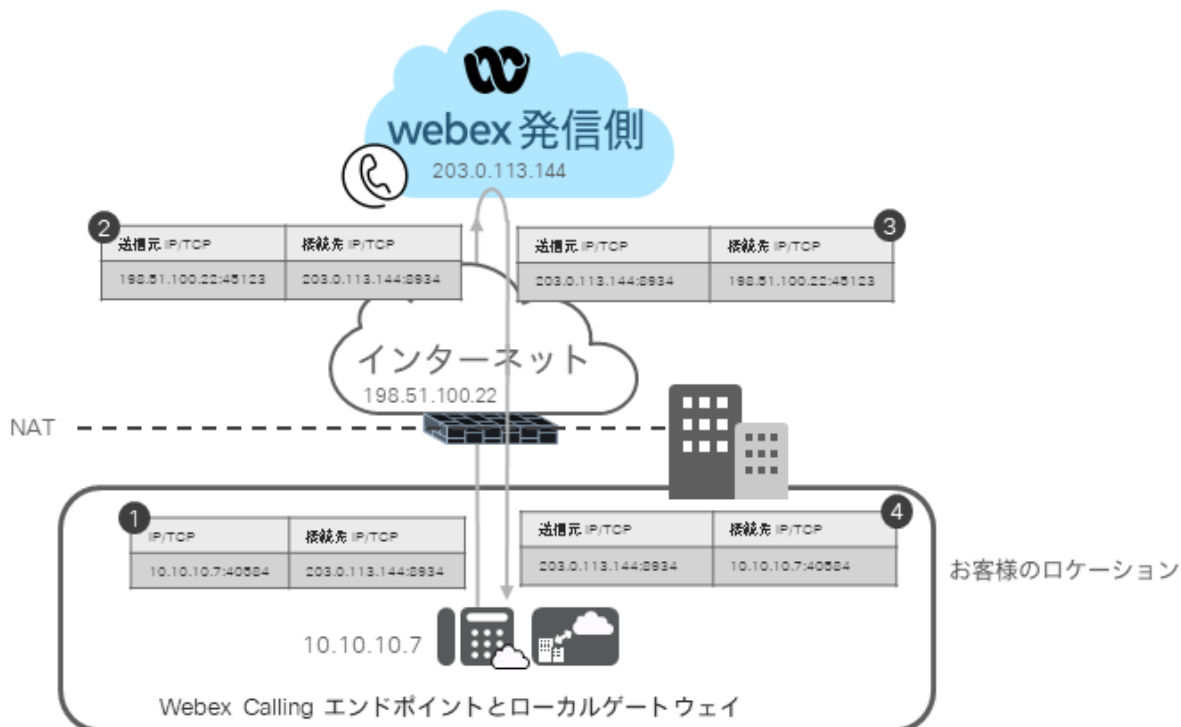 webex 発信側
203.0.113.144
2
送信元 IP/TCP 接続先 IP/TCP
198.51.100.22:45123 203.0.113.144:8934
3
送信元 IP/TCP 接続先 IP/TCP
203.0.113.144:8934 198.51.100.22:45123
インターネット
198.51.100.22
NAT
1
IP/TCP 接続先 IP/TCP
10.10.10.7:40584 203.0.113.144:8934
4
送信元 IP/TCP 接続先 IP/TCP
203.0.113.144:8934 10.10.10.7:40584
お客様のロケーション
10.10.10.7
Webex Calling エンドポイントとローカルゲートウェイ